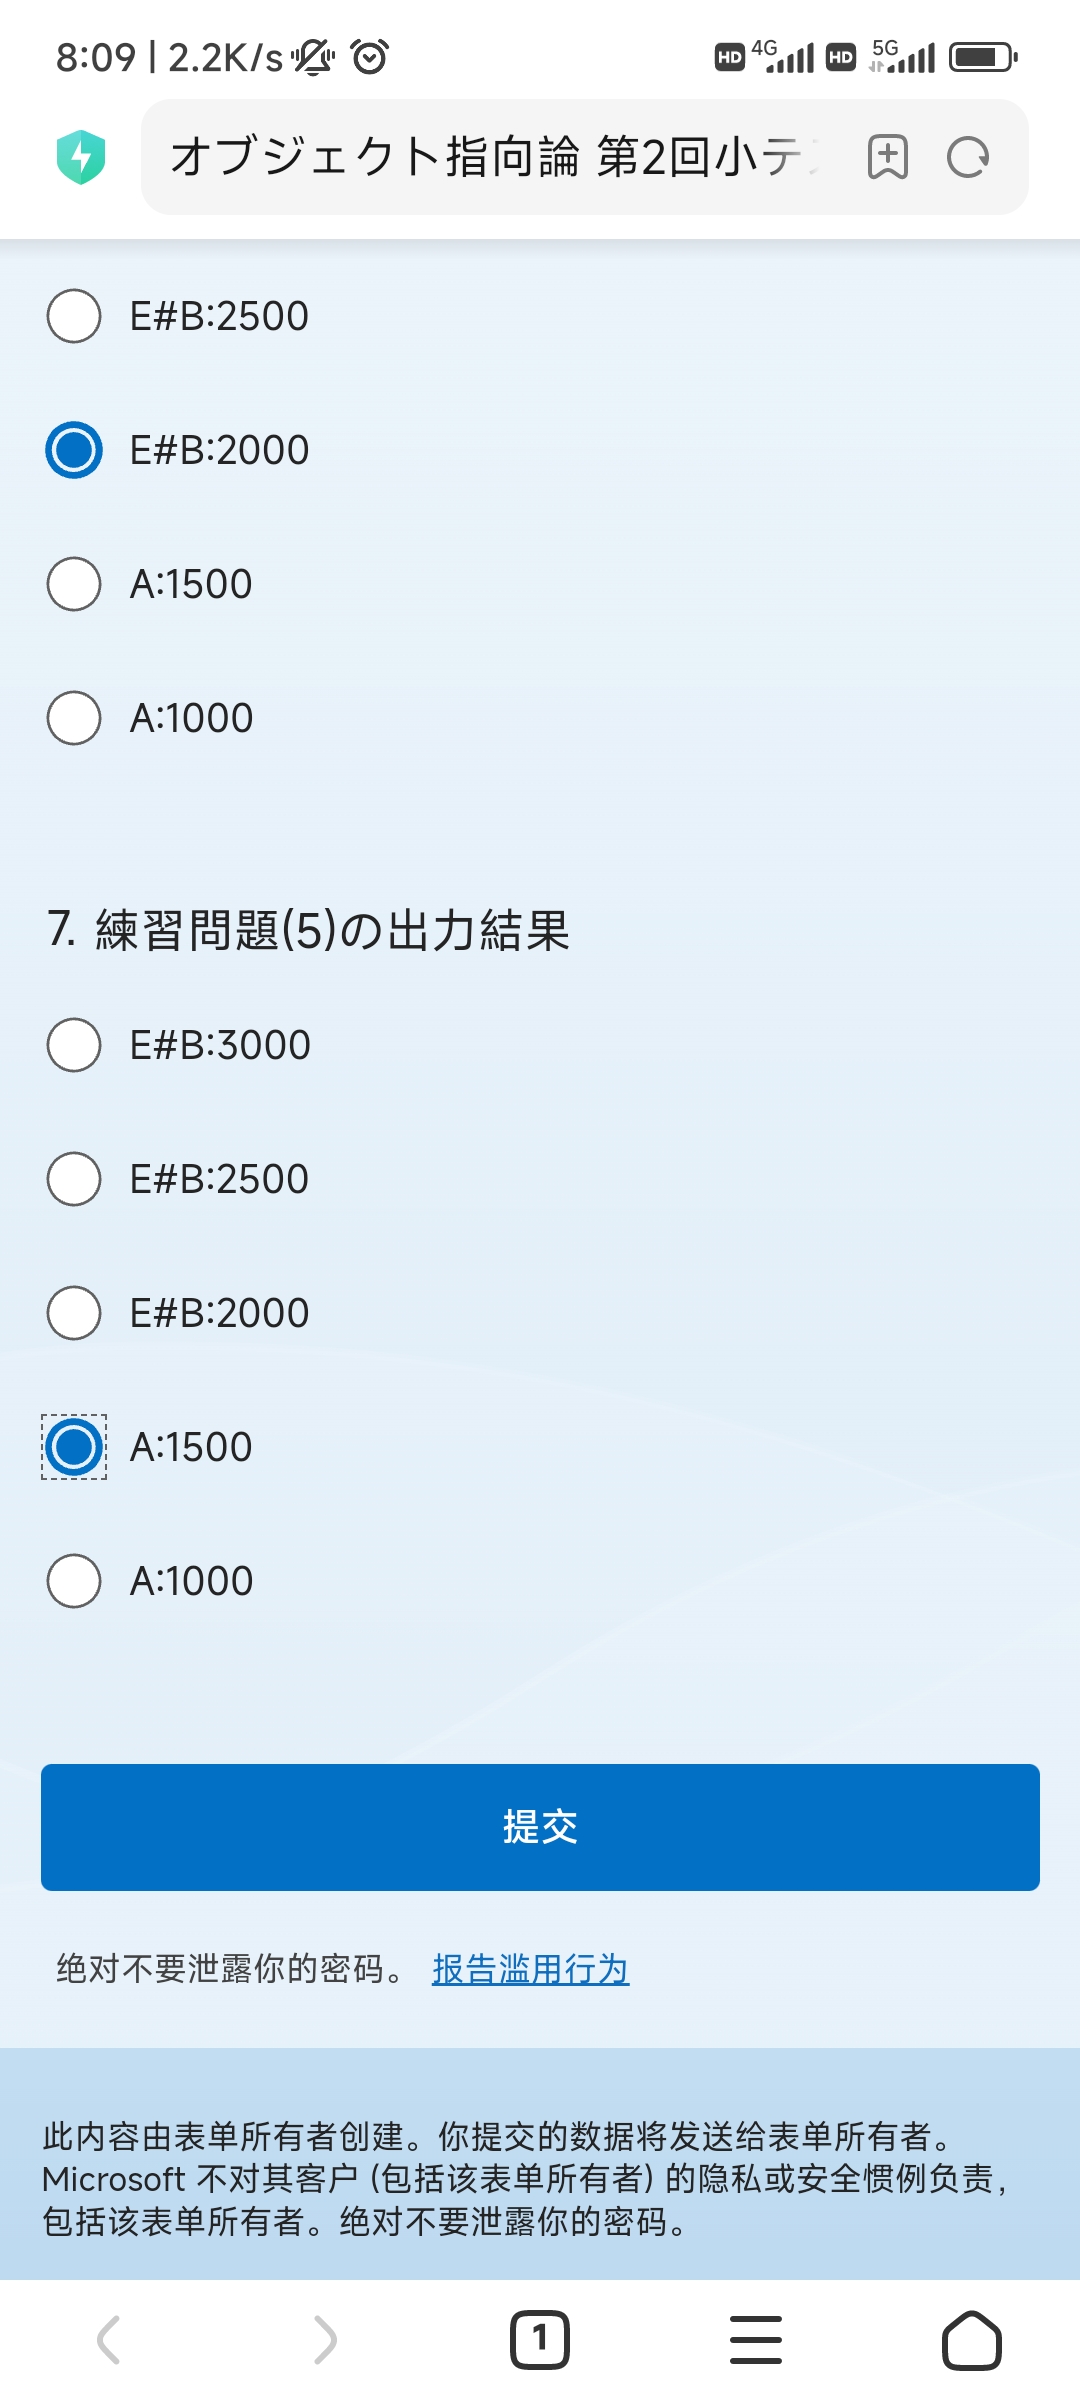 8:09 | 2.2K/s HD 4G HD 5G
オブジェクト指向論 第2回小テ
E#B:2500
E#B:2000
A:1500
A:1000
7. 練習問題(5)の出力結果
E#B:3000
E#B:2500
E#B:2000
A:1500
A:1000
提交
绝对不要泄露你的密码。 报告滥用行为
此内容由表单所有者创建。你提交的数据将发送给表单所有者。
Microsoft 不对其客户 (包括该表单所有者) 的隐私或安全惯例负责，
包括该表单所有者。绝对不要泄露你的密码。
1